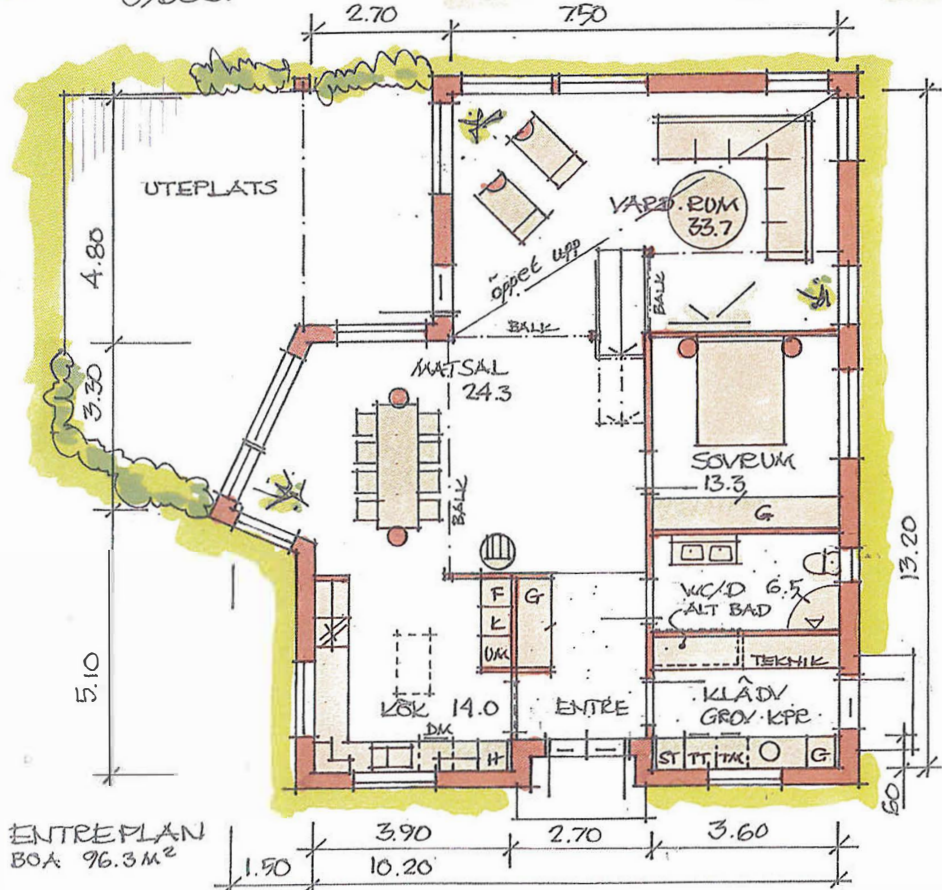 2.70
7.50
UTEPLATS
VARD.RUM
33.7
4.80
öppet upp
BALK
BALK
MATSAL
24.3
3.30
SOVRUM
13.3
BALK
G
13.20
F
G
WC/D 6.5
ALT BAD
K
UM
TEKNIK
5.10
KÖK 14.0
ENTRE
KLÄDV
GROV.KPR
DM
H
ST
TT
TM
G
60
ENTREPLAN
BOA 96.3 M²
3.90
2.70
3.60
1.50
10.20